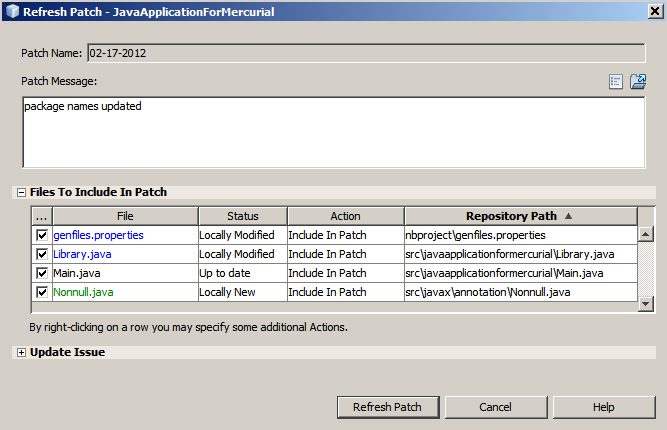 Refresh Patch - JavaApplicationForMercurial
Patch Name: 02-17-2012
Patch Message:
package names updated
Files To Include In Patch
... File Status Action Repository Path
genfiles.properties Locally Modified Include In Patch nbproject\genfiles.properties
Library.java Locally Modified Include In Patch src\javaapplicationformercurial\Library.java
Main.java Up to date Include In Patch src\javaapplicationformercurial\Main.java
Nonnull.java Locally New Include In Patch src\javax\annotation\Nonnull.java
By right-clicking on a row you may specify some additional Actions.
Update Issue
Refresh Patch Cancel Help